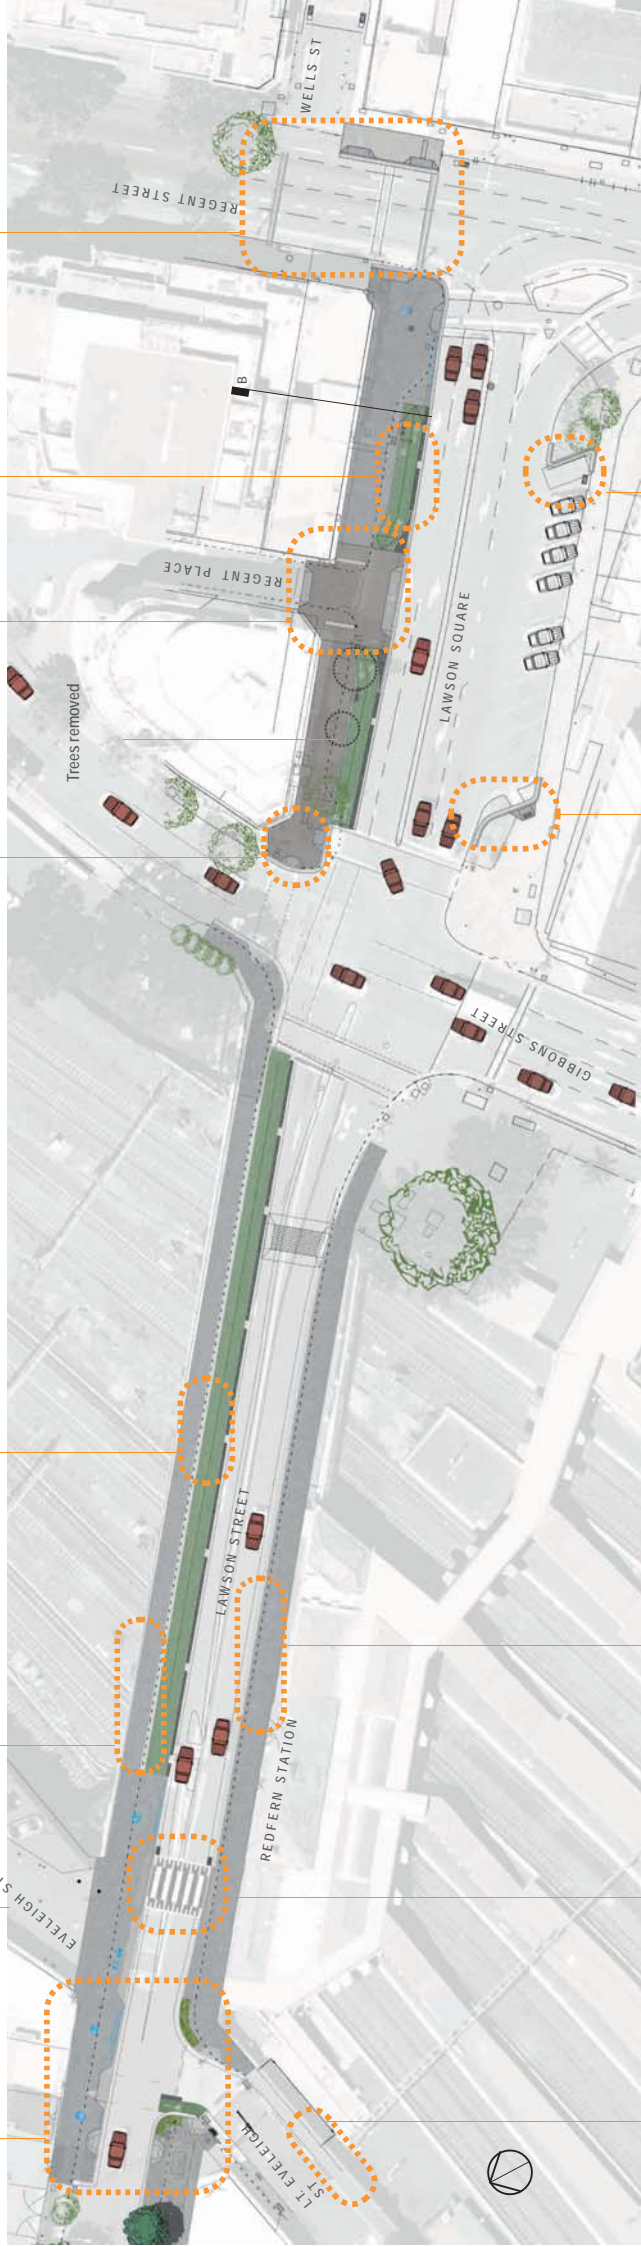 WELLS ST
REGENT STREET
B
REGENT PLACE
LAWSON SQUARE
Trees removed
GIBBONS STREET
LAWSON STREET
REDFERN STATION
EVELEIGH S
LT. EVELEIGH
ST